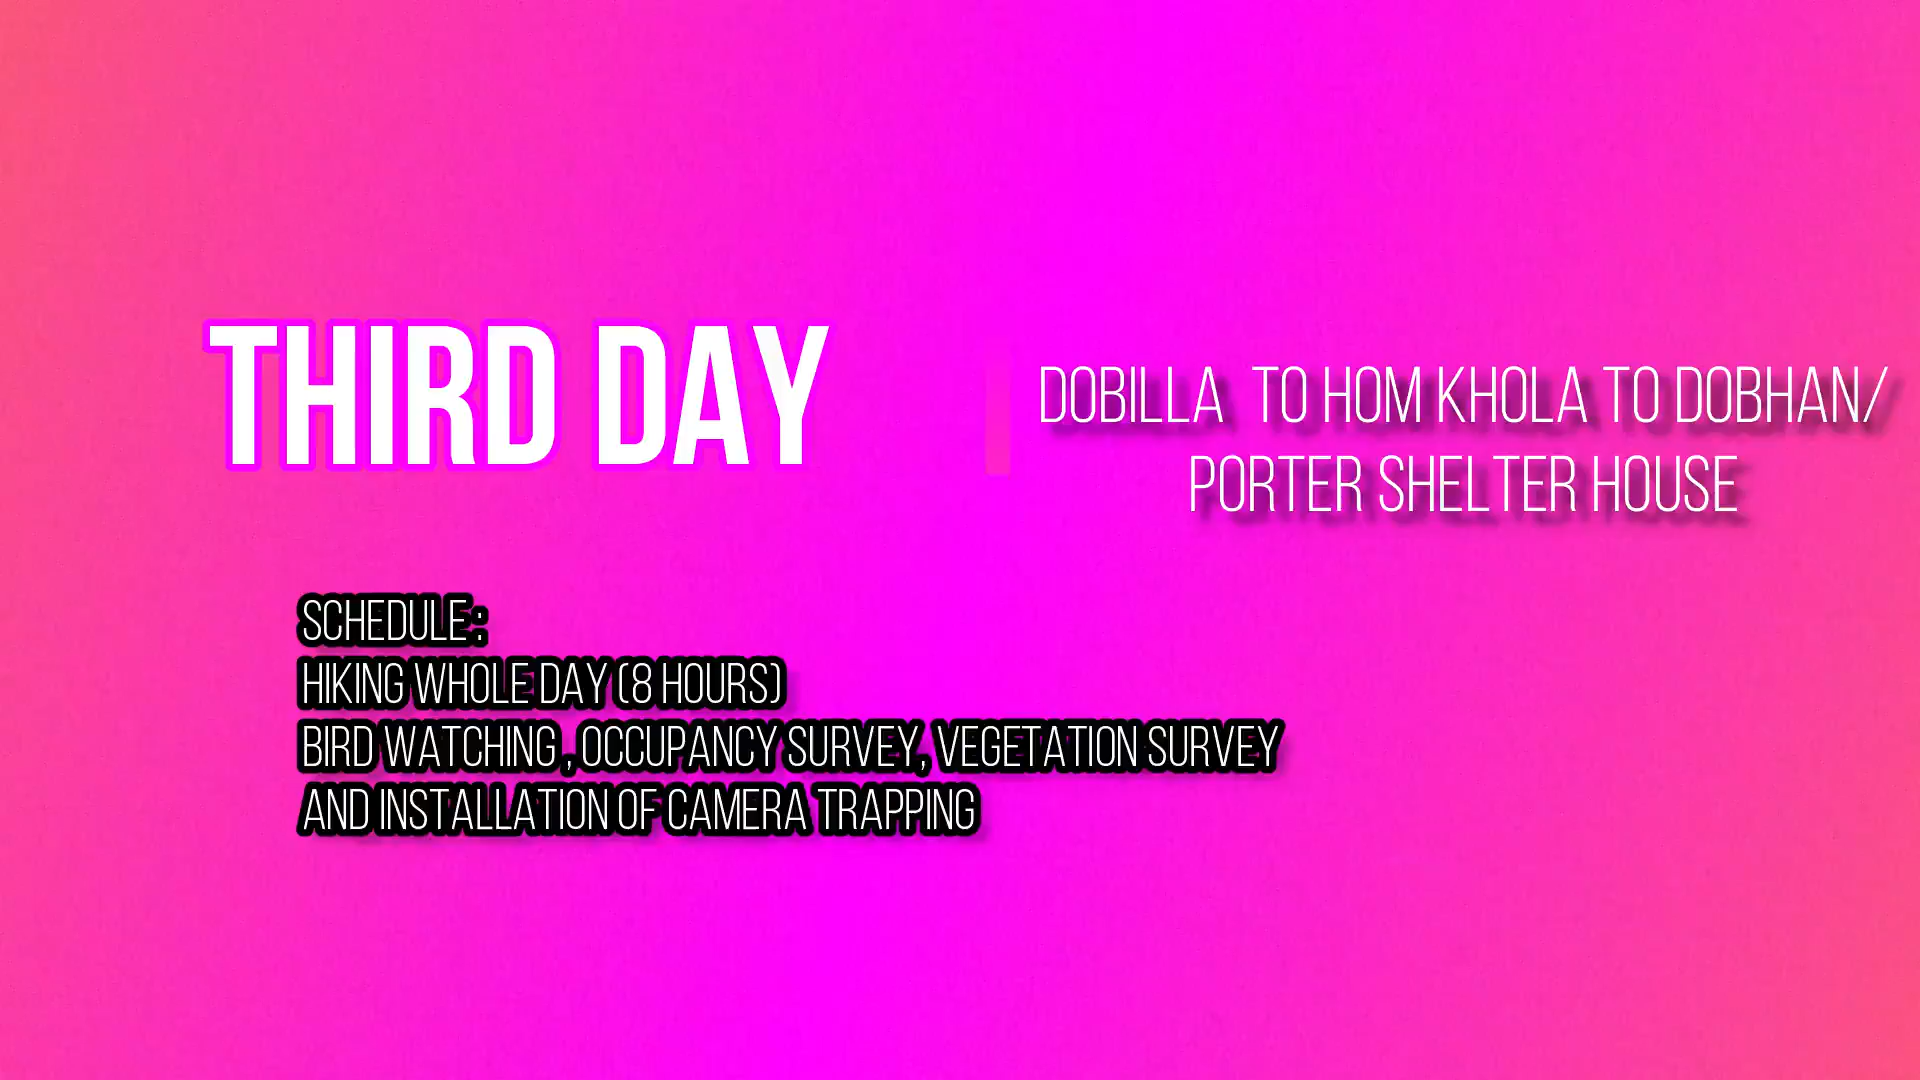 THIRD DAY
DOBILLA TO HOM KHOLA TO DOBHAN/
PORTER SHELTER HOUSE
SCHEDULE :
HIKING WHOLE DAY (8 HOURS)
BIRD WATCHING , OCCUPANCY SURVEY, VEGETATION SURVEY
AND INSTALLATION OF CAMERA TRAPPING